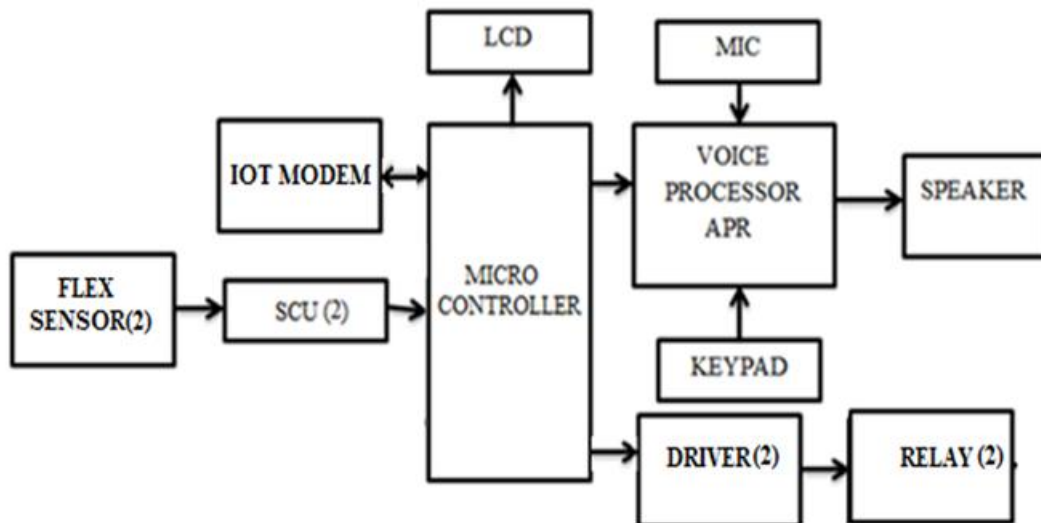 LCD
MIC
IOT MODEM
VOICE
PROCESSOR
APR
SPEAKER
FLEX
SENSOR(2)
SCU (2)
MICRO
CONTROLLER
KEYPAD
DRIVER(2)
RELAY (2)